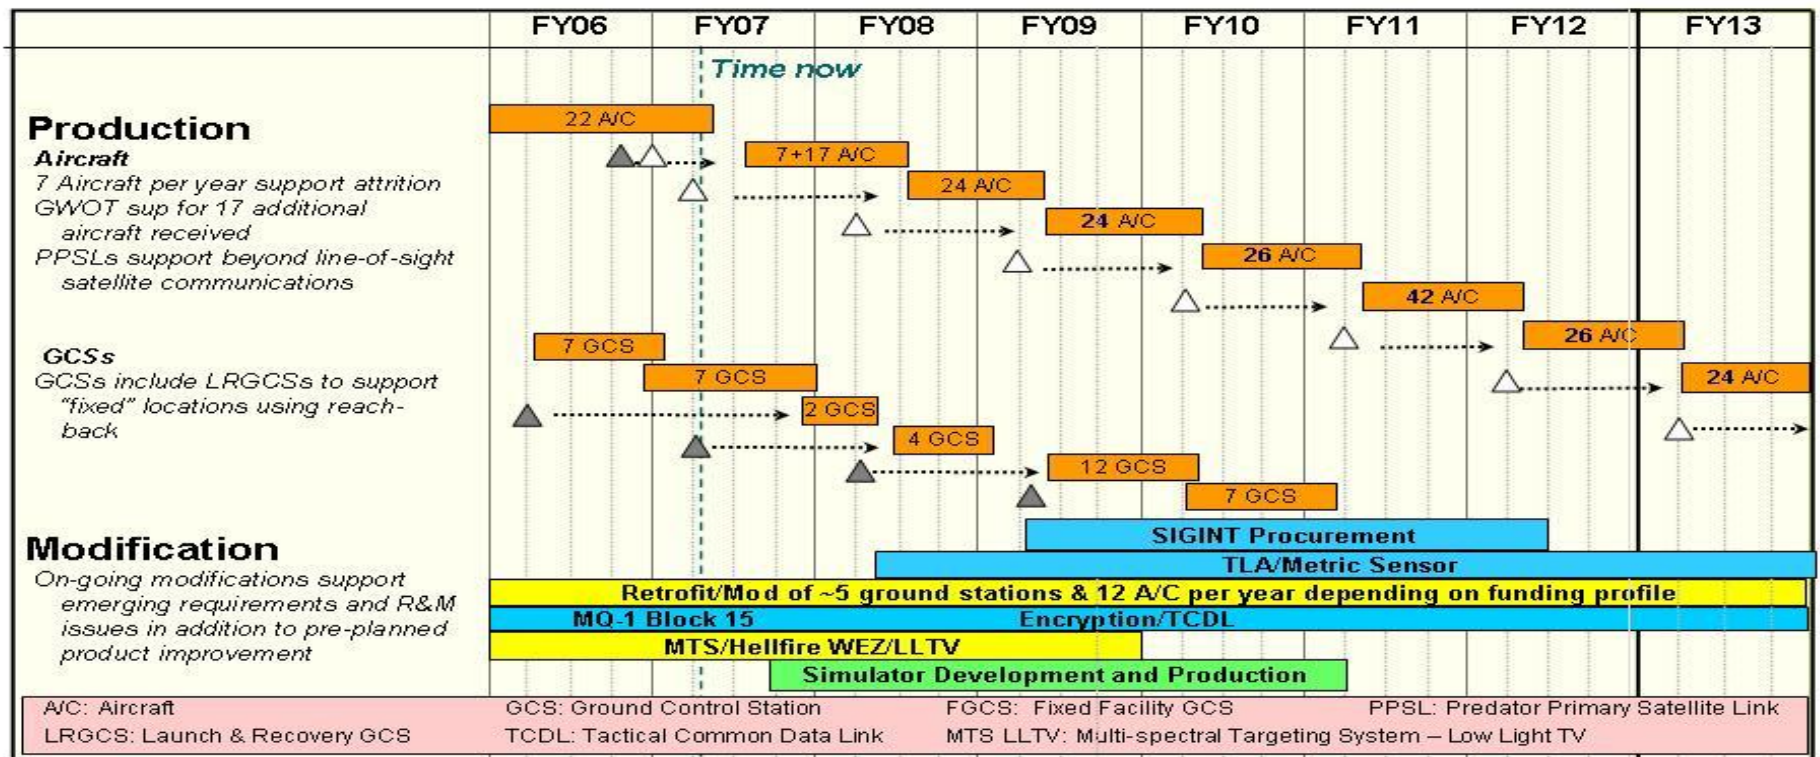 FY06 FY07 FY08 FY09 FY10 FY11 FY12 FY13
Time now
Production
22 A/C
Aircraft
7+17 A/C
7 Aircraft per year support attrition
24 A/C
GWOT sup for 17 additional
24 A/C
aircraft received
PPSLs support beyond line-of-sight
26 A/C
satellite communications
42 A/C
26 A/C
7 GCS
GCSs
GCSs include LRGCSs to support
7 GCS
24 A/C
"fixed" locations using reach-
2 GCS
back
4 GCS
12 GCS
7 GCS
SIGINT Procurement
Modification
TLA/Metric Sensor
On-going modifications support
Retrofit/Mod of ~5 ground stations & 12 A/C per year depending on funding profile
emerging requirements and R&M
MQ-1 Block 15 Encryption/TCDL
issues in addition to pre-planned
MTS/Hellfire WEZ/LLTV
product improvement
Simulator Development and Production
A/C: Aircraft GCS: Ground Control Station FGCS: Fixed Facility GCS PPSL: Predator Primary Satellite Link
LRGCS: Launch & Recovery GCS TCDL: Tactical Common Data Link MTS LLTV: Multi-spectral Targeting System – Low Light TV